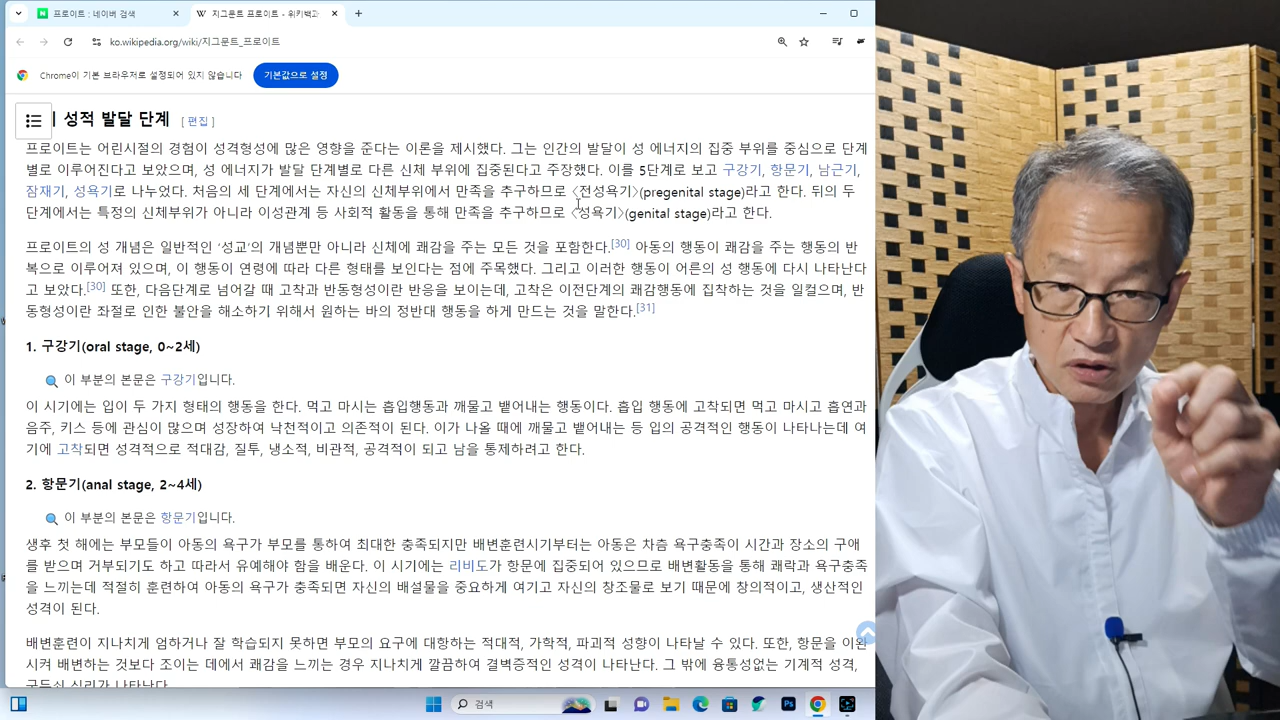 프로이트 : 네이버 검색
지그문트 프로이트 - 위키백과
ko.wikipedia.org/wiki/지그문트_프로이트
Chrome이 기본 브라우저로 설정되어 있지 않습니다
기본값으로 설정
성적 발달 단계 [ 편집 ]
프로이트는 어린시절의 경험이 성격형성에 많은 영향을 준다는 이론을 제시했다. 그는 인간의 발달이 성 에너지의 집중 부위를 중심으로 단계
별로 이루어진다고 보았으며, 성 에너지가 발달 단계별로 다른 신체 부위에 집중된다고 주장했다. 이를 5단계로 보고 구강기, 항문기, 남근기,
잠재기, 성욕기로 나누었다. 처음의 세 단계에서는 자신의 신체부위에서 만족을 추구하므로 〈전성욕기〉(pregenital stage)라고 한다. 뒤의 두
단계에서는 특정의 신체부위가 아니라 이성관계 등 사회적 활동을 통해 만족을 추구하므로 〈성욕기〉(genital stage)라고 한다.
프로이트의 성 개념은 일반적인 ‘성교’의 개념뿐만 아니라 신체에 쾌감을 주는 모든 것을 포함한다.[30] 아동의 행동이 쾌감을 주는 행동의 반
복으로 이루어져 있으며, 이 행동이 연령에 따라 다른 형태를 보인다는 점에 주목했다. 그리고 이러한 행동이 어른의 성 행동에 다시 나타난다
고 보았다.[30] 또한, 다음단계로 넘어갈 때 고착과 반동형성이란 반응을 보이는데, 고착은 이전단계의 쾌감행동에 집착하는 것을 일컬으며, 반
동형성이란 좌절로 인한 불안을 해소하기 위해서 원하는 바의 정반대 행동을 하게 만드는 것을 말한다.[31]
1. 구강기(oral stage, 0~2세)
이 부분의 본문은 구강기입니다.
이 시기에는 입이 두 가지 형태의 행동을 한다. 먹고 마시는 흡입행동과 깨물고 뱉어내는 행동이다. 흡입 행동에 고착되면 먹고 마시고 흡연과
음주, 키스 등에 관심이 많으며 성장하여 낙천적이고 의존적이 된다. 이가 나올 때에 깨물고 뱉어내는 등 입의 공격적인 행동이 나타나는데 여
기에 고착되면 성격적으로 적대감, 질투, 냉소적, 비관적, 공격적이 되고 남을 통제하려고 한다.
2. 항문기(anal stage, 2~4세)
이 부분의 본문은 항문기입니다.
생후 첫 해에는 부모들이 아동의 욕구가 부모를 통하여 최대한 충족되지만 배변훈련시기부터는 아동은 차츰 욕구충족이 시간과 장소의 구애
를 받으며 거부되기도 하고 따라서 유예해야 함을 배운다. 이 시기에는 리비도가 항문에 집중되어 있으므로 배변활동을 통해 쾌락과 욕구충족
을 느끼는데 적절히 훈련하여 아동의 욕구가 충족되면 자신의 배설물을 중요하게 여기고 자신의 창조물로 보기 때문에 창의적이고, 생산적인
성격이 된다.
배변훈련이 지나치게 엄하거나 잘 학습되지 못하면 부모의 요구에 대항하는 적대적, 가학적, 파괴적 성향이 나타날 수 있다. 또한, 항문을 이완
시켜 배변하는 것보다 조이는 데에서 쾌감을 느끼는 경우 지나치게 깔끔하여 결벽증적인 성격이 나타난다. 그 밖에 융통성없는 기계적 성격,
구두쇠 심리가 나타난다.
검색